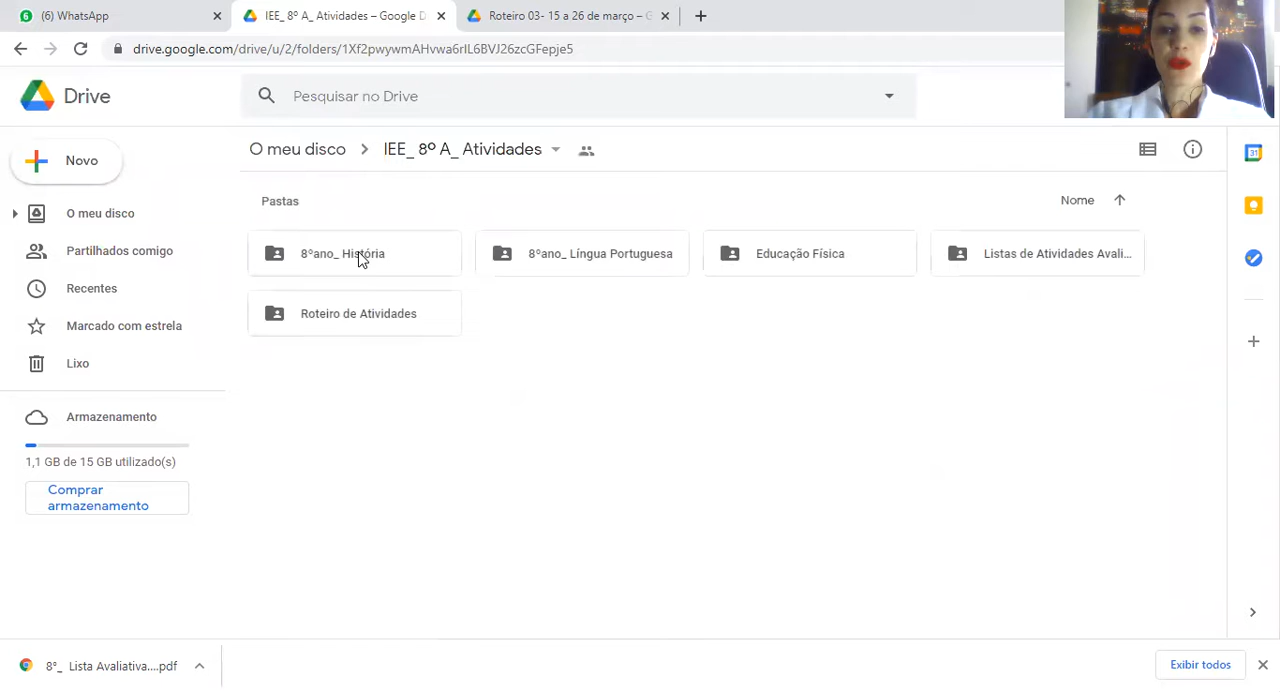 6
(6) WhatsApp
IEE_ 8º A_ Atividades – Google D
Roteiro 03- 15 a 26 de março – G
drive.google.com/drive/u/2/folders/1Xf2pwywmAHvwa6rIL6BVJ26zcGFepje5
Drive
Pesquisar no Drive
Novo
O meu disco
IEE_ 8º A_ Atividades
Pastas
Nome
8ºano_ História
8ºano_ Língua Portuguesa
Educação Física
Listas de Atividades Avali...
Roteiro de Atividades
O meu disco
Partilhados comigo
Recentes
Marcado com estrela
Lixo
Armazenamento
1,1 GB de 15 GB utilizado(s)
Comprar
armazenamento
31
8º_ Lista Avaliativa....pdf
Exibir todos